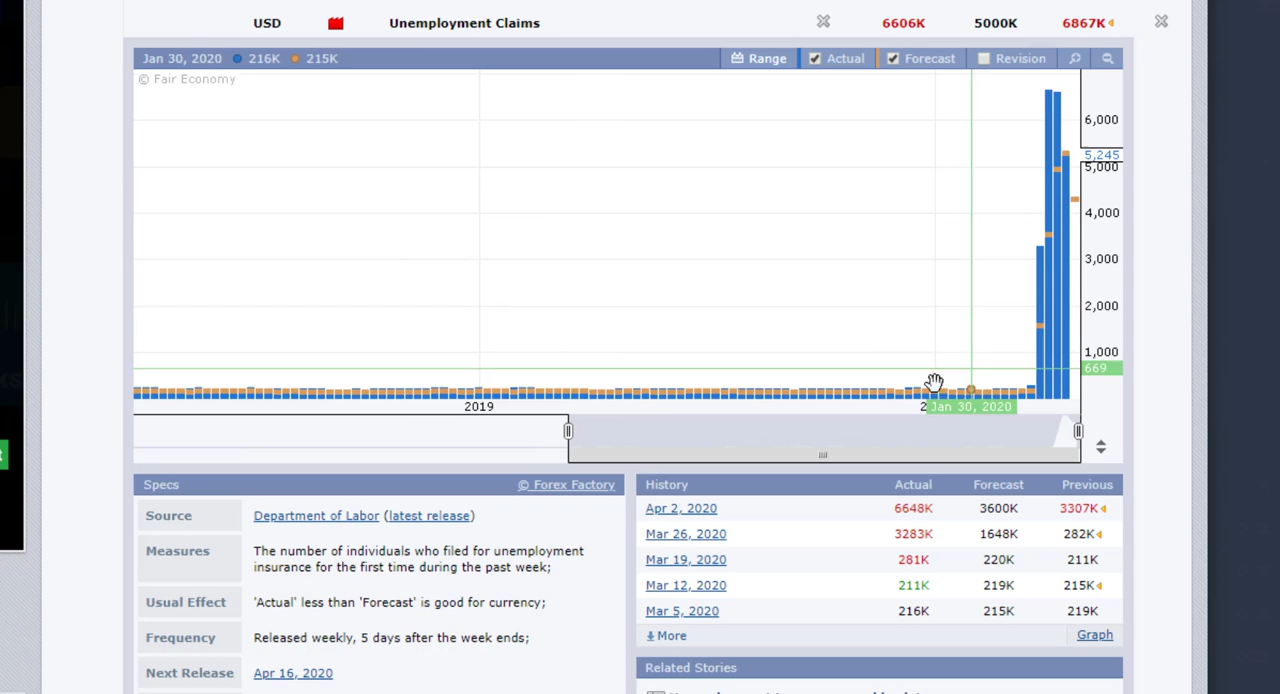 USD Unemployment Claims 6606K 5000K 6867K
Jan 30, 2020 216K 215K Range Actual Forecast Revision
© Fair Economy
6,000
5,245
5,000
4,000
3,000
2,000
1,000
669
2019 2 Jan 30, 2020
Specs © Forex Factory
Source Department of Labor (latest release)
Measures The number of individuals who filed for unemployment
insurance for the first time during the past week;
Usual Effect 'Actual' less than 'Forecast' is good for currency;
Frequency Released weekly, 5 days after the week ends;
Next Release Apr 16, 2020
History Actual Forecast Previous
Apr 2, 2020 6648K 3600K 3307K
Mar 26, 2020 3283K 1648K 282K
Mar 19, 2020 281K 220K 211K
Mar 12, 2020 211K 219K 215K
Mar 5, 2020 216K 215K 219K
More Graph
Related Stories